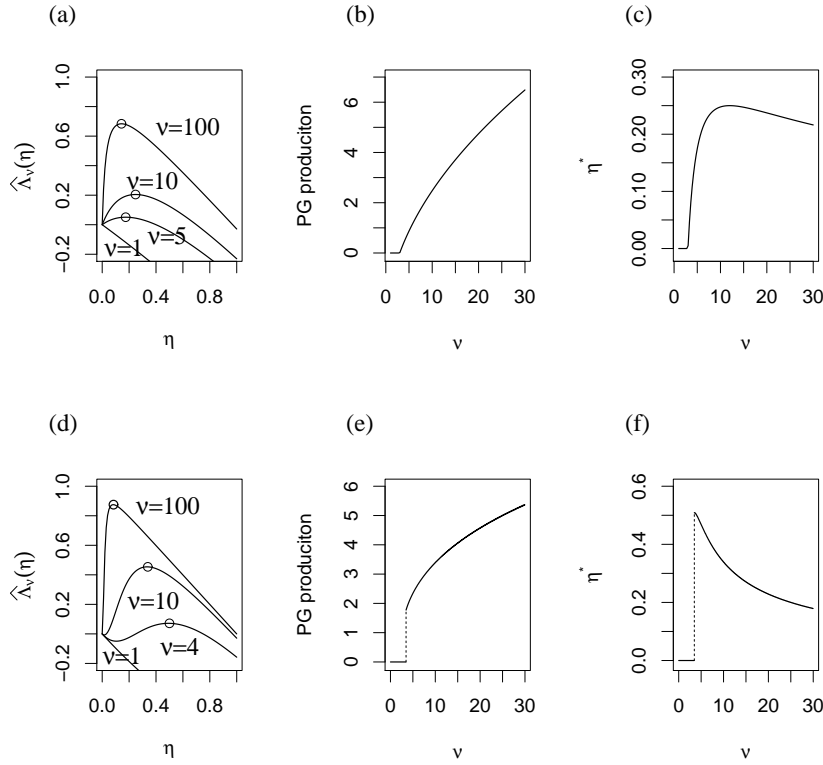 (a)
Λ̂ν(η)
1.0
0.6
0.2
−0.2
ν=100
ν=10
ν=5
ν=1
0.0 0.4 0.8
η
(b)
PG produciton
6
4
2
0
0 10 20 30
ν
(c)
η*
0.30
0.20
0.10
0.00
0 10 20 30
ν
(d)
Λ̂ν(η)
1.0
0.6
0.2
−0.2
ν=100
ν=10
ν=4
ν=1
0.0 0.4 0.8
η
(e)
PG produciton
6
5
4
3
2
1
0
0 10 20 30
ν
(f)
η*
0.6
0.4
0.2
0.0
0 10 20 30
ν